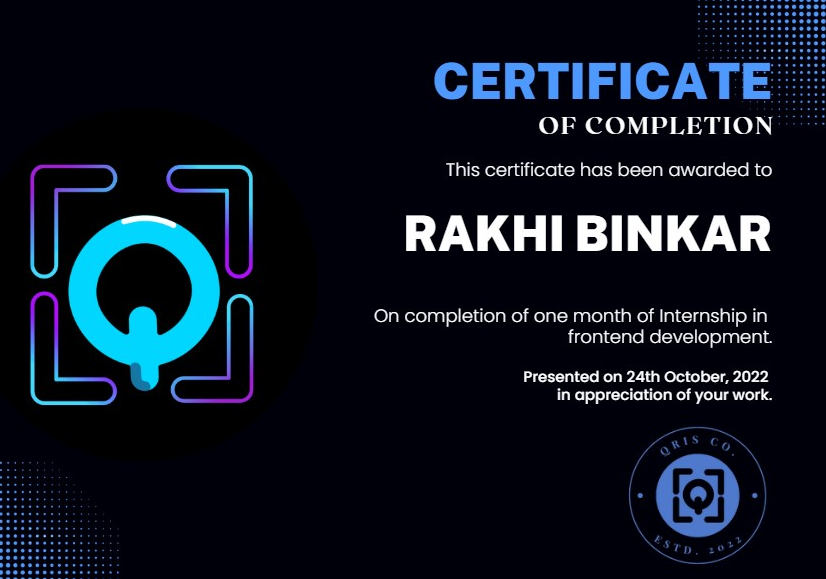 CERTIFICATE
OF COMPLETION
This certificate has been awarded to
RAKHI BINKAR
On completion of one month of Internship in
frontend development.
Presented on 24th October, 2022
in appreciation of your work.
QRIS CO.
ESTD. 2022